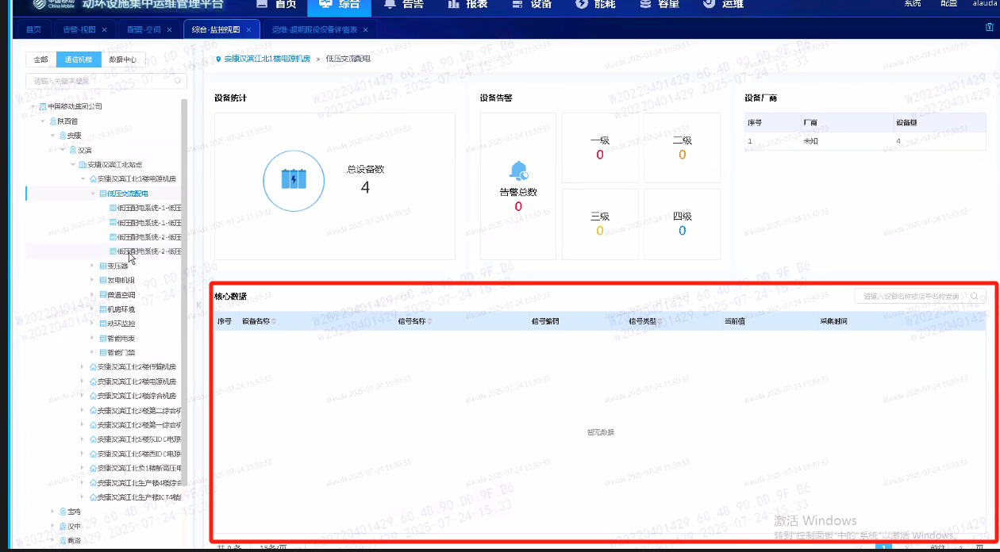 中国移动 China Mobile 动环设施集中运维管理平台 首页 综合 告警 报表 设备 能耗 容量 运维 系统 配置 alauda
首页 告警-视图 × 配置-空间 × 综合-监控视图 × 运维-超期服役设备详情表 ×
全部 通信机楼 数据中心
安康汉滨江北1楼电源机房 > 低压交流配电
请输入关键字搜索
中国移动集团公司
陕西省
安康
汉滨
安康汉滨江北站点
安康汉滨江北1楼电源机房
低压交流配电
低压配电系统-1-低压
低压配电系统-1-低压
低压配电系统-2-低压
低压配电系统-2-低压
变压器
发电机组
普通空调
机房环境
动环监控
智能电表
智能门禁
安康汉滨江北2楼传输机房
安康汉滨江北2楼电源机房
安康汉滨江北2楼综合机房
安康汉滨江北3楼第二综合机
安康汉滨江北3楼第一综合机
安康汉滨江北5楼东IDC电源
安康汉滨江北5楼西IDC电源
安康汉滨江北负1楼新高压电
安康汉滨江北生产楼4楼综合
安康汉滨江北生产楼ICT4楼
宝鸡
汉中
商洛
设备统计
总设备数
4
设备告警
告警总数
0
一级
0
二级
0
三级
0
四级
0
设备厂商
序号 厂商 设备量
1 未知 4
核心数据
请输入设备名称或信号名称查询
序号 设备名称 信号名称 信号编码 信号类型 当前值 采集时间
暂无数据
共 0 条 15条/页 1 前往 1 页
激活 Windows
转到"控制面板"中的"系统"以激活 Windows。
W20220401429_6C.4B.90.DD.9F.B6
2025-07-24-15.33
alauda 2025-07-24 15:30:33